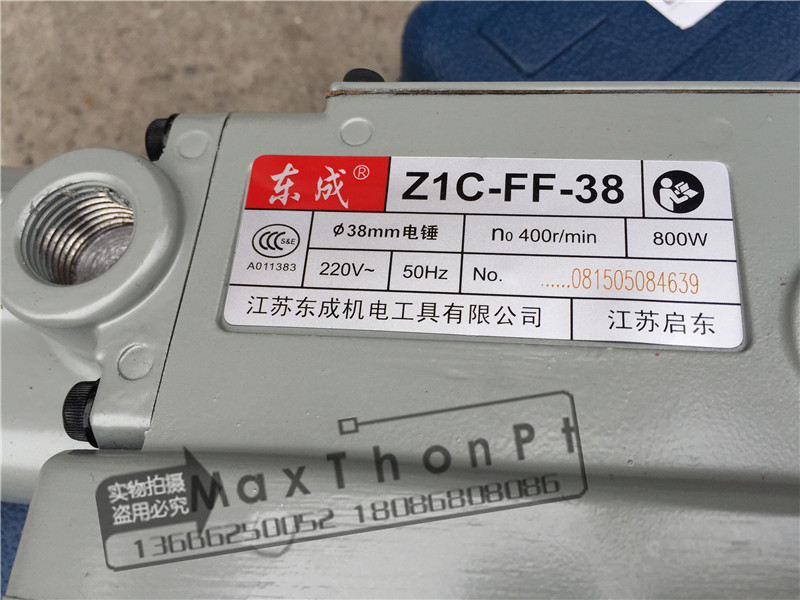 东成® Z1C-FF-38
CCC S&E A011383
ϕ38mm电锤 n0 400r/min 800W
220V~ 50Hz No. ......081505084639
江苏东成机电工具有限公司 江苏启东
实物拍摄
盗用必究
MaxThonPt
13686250052 18086808086